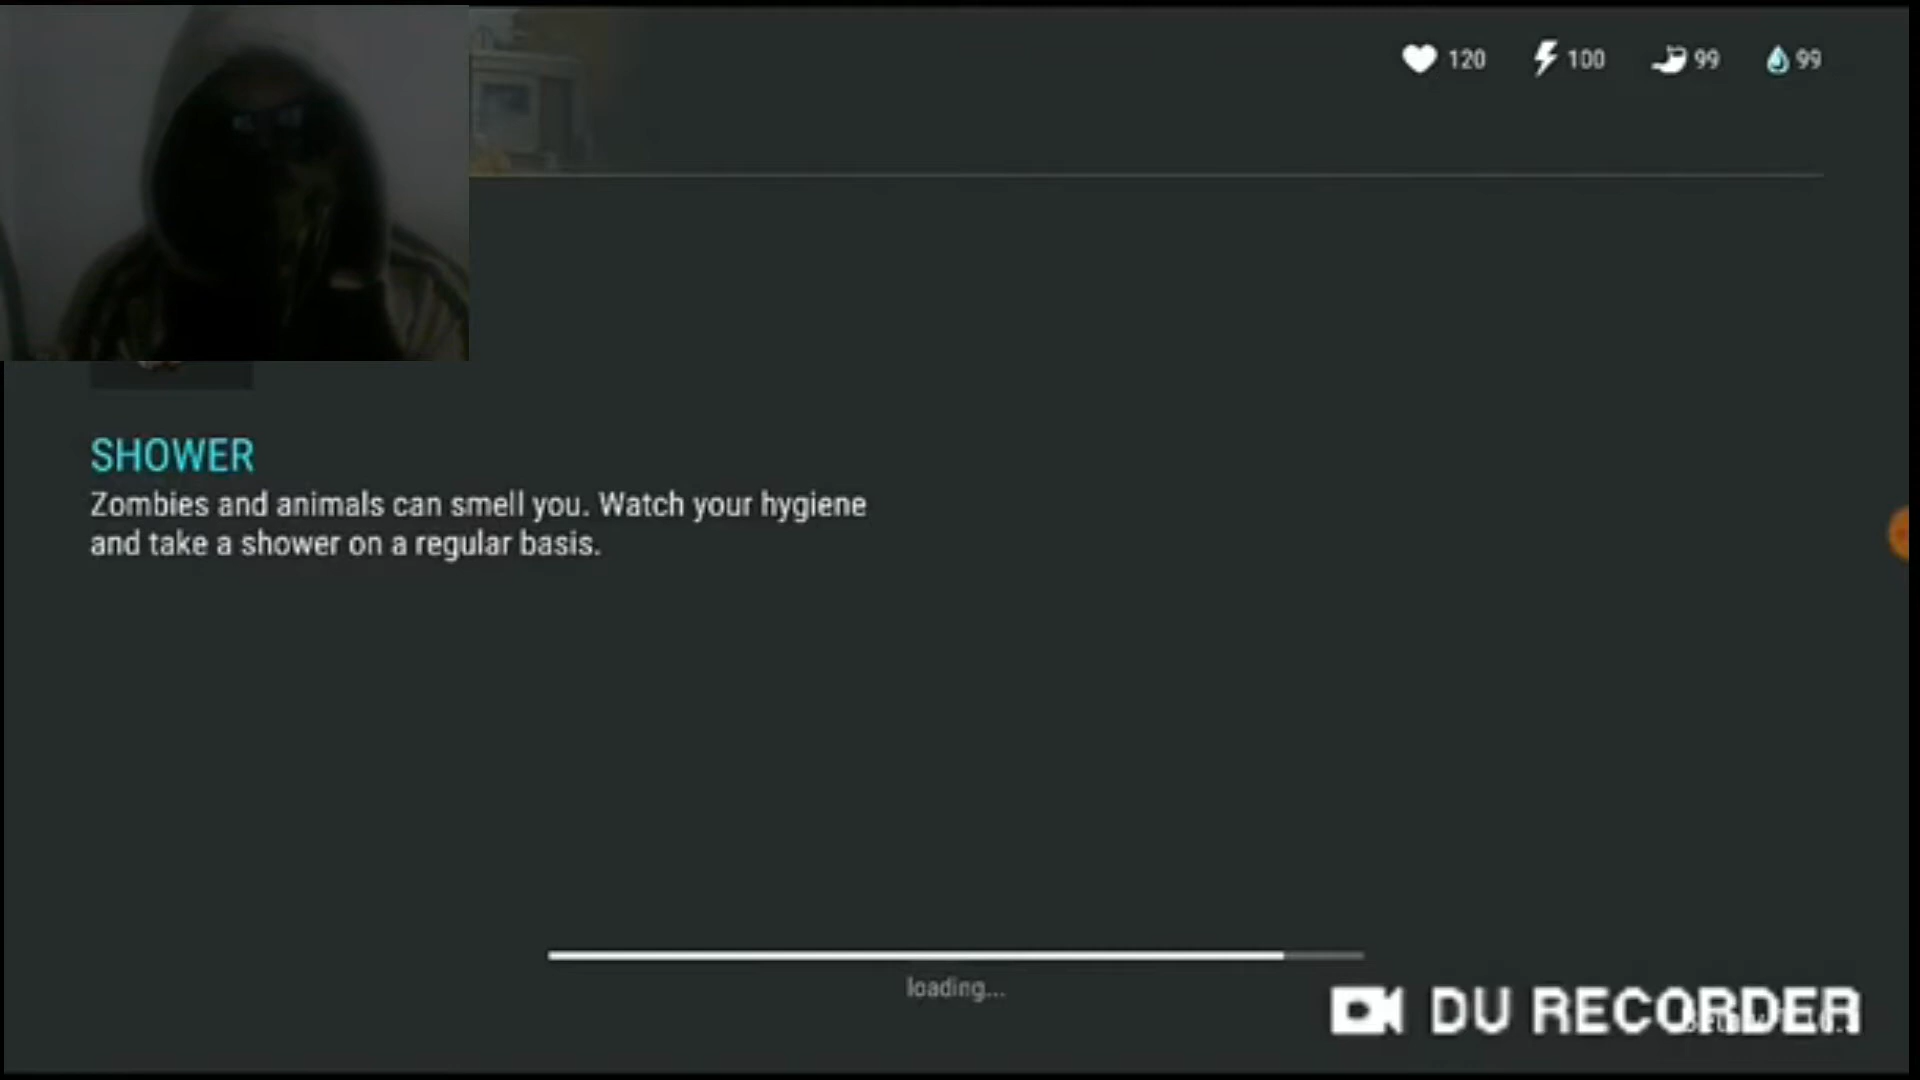 120 100 99 99
SHOWER
Zombies and animals can smell you. Watch your hygiene
and take a shower on a regular basis.
loading...
DU RECORDER